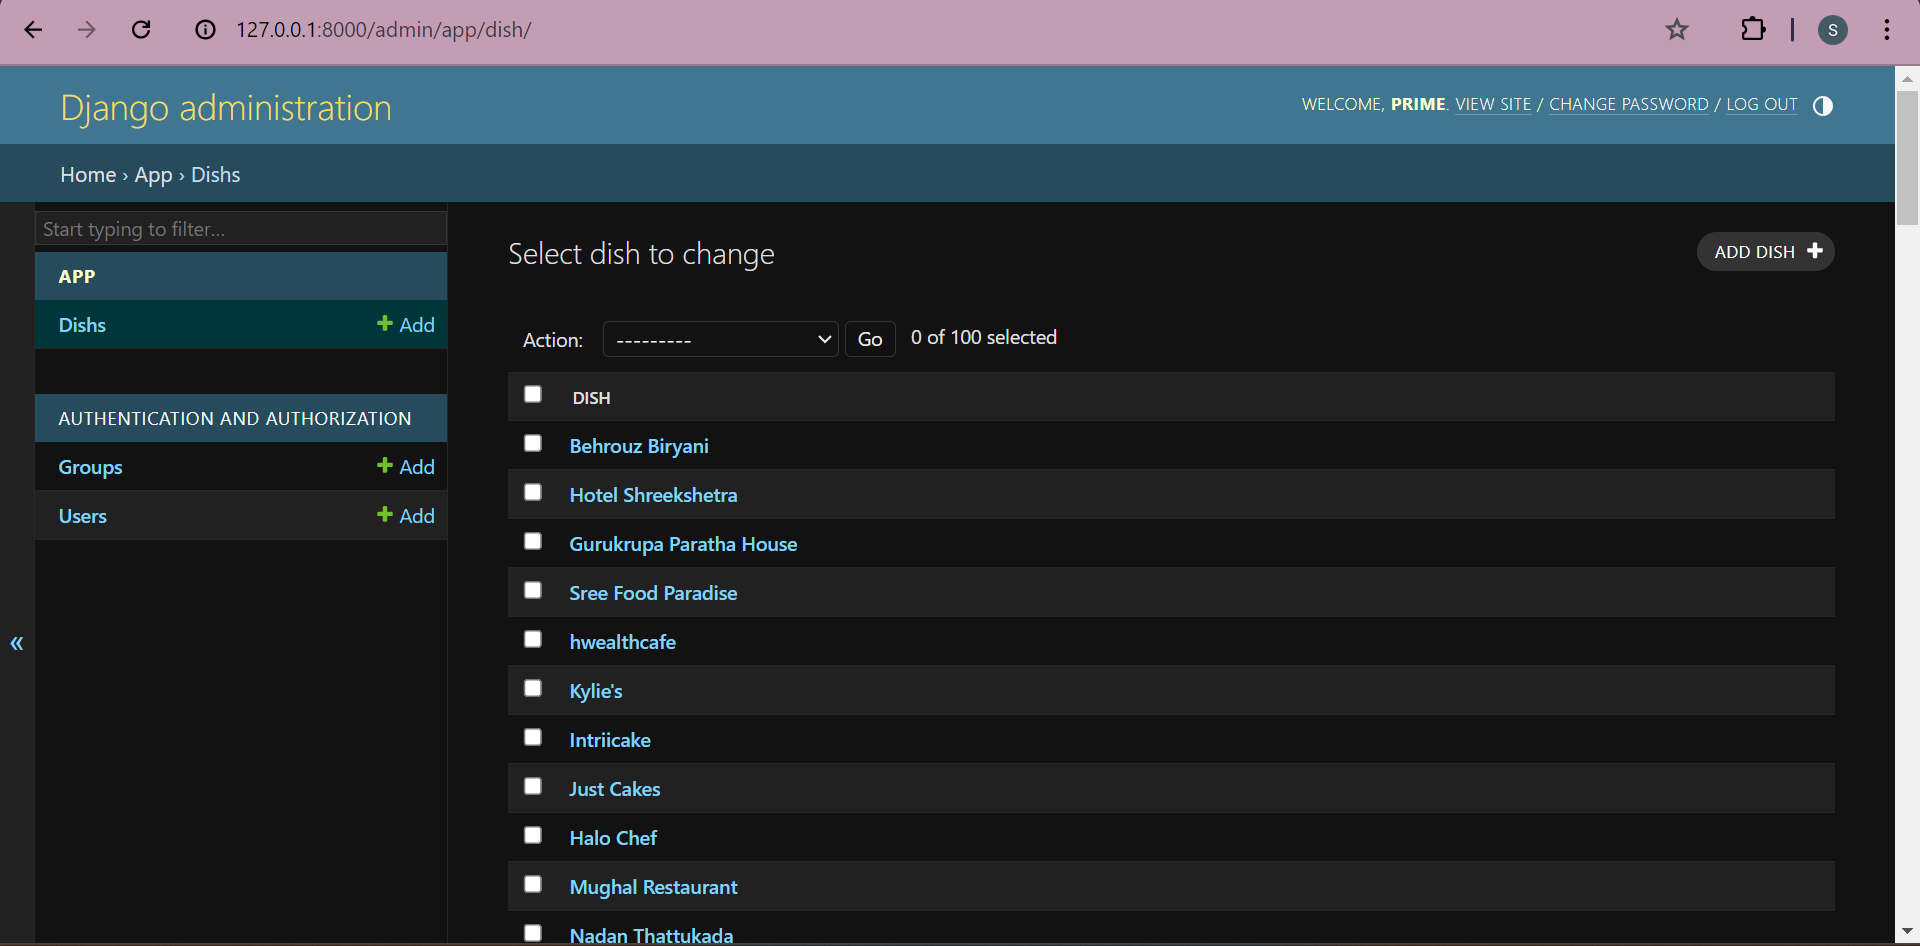 127.0.0.1:8000/admin/app/dish/
S
Django administration
WELCOME, PRIME. VIEW SITE / CHANGE PASSWORD / LOG OUT
Home › App › Dishs
Start typing to filter...
Select dish to change
ADD DISH
APP
Dishs Add
Action: --------- Go 0 of 100 selected
AUTHENTICATION AND AUTHORIZATION
Groups Add
Users Add
«
DISH
Behrouz Biryani
Hotel Shreekshetra
Gurukrupa Paratha House
Sree Food Paradise
hwealthcafe
Kylie's
Intriicake
Just Cakes
Halo Chef
Mughal Restaurant
Nadan Thattukada